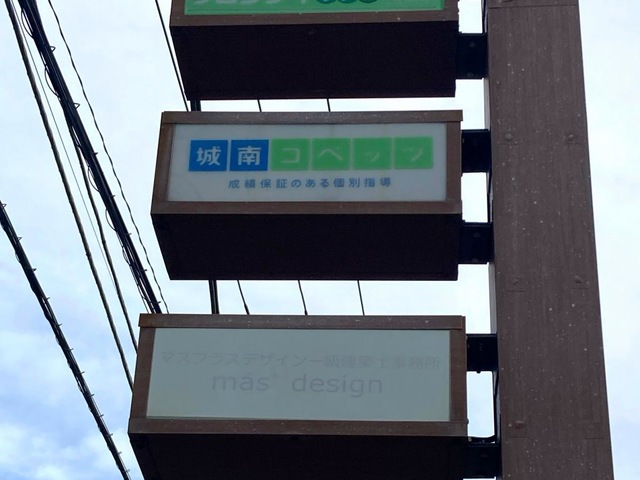 城南コベッツ
成績保証のある個別指導
マスプラスデザイン一級建築士事務所
mas+ design